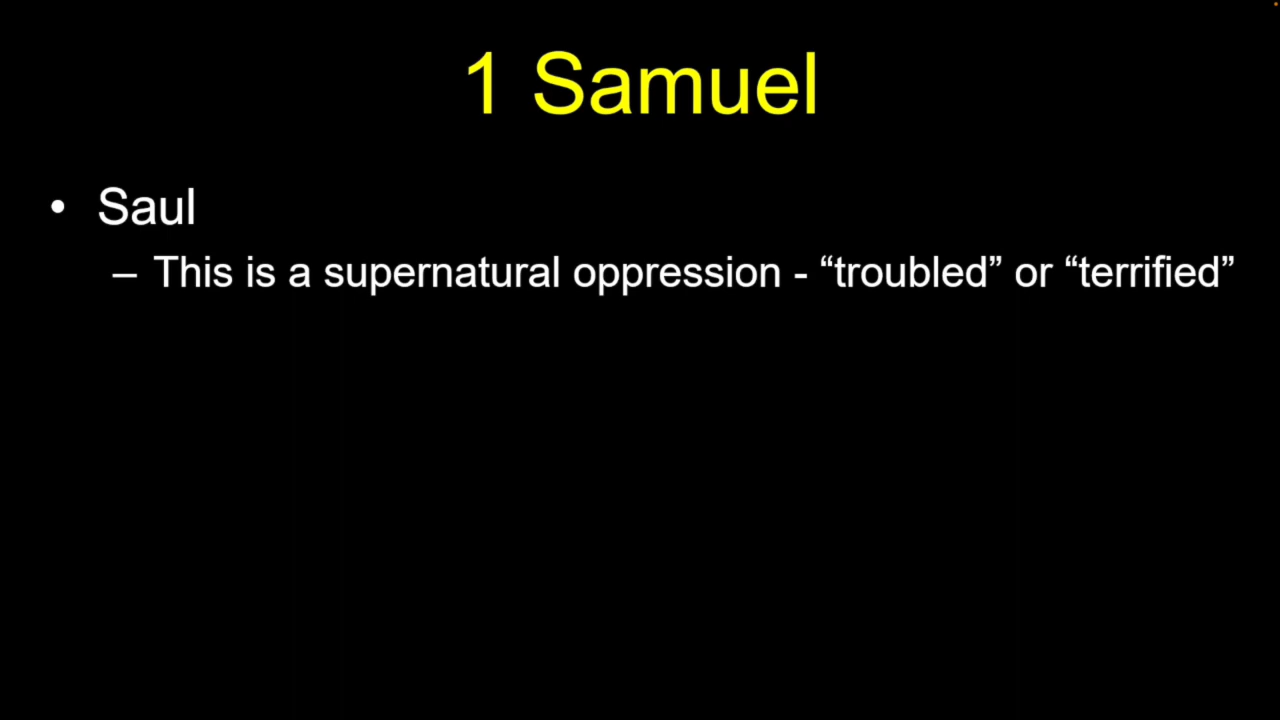 1 Samuel
• Saul
– This is a supernatural oppression - “troubled” or “terrified”